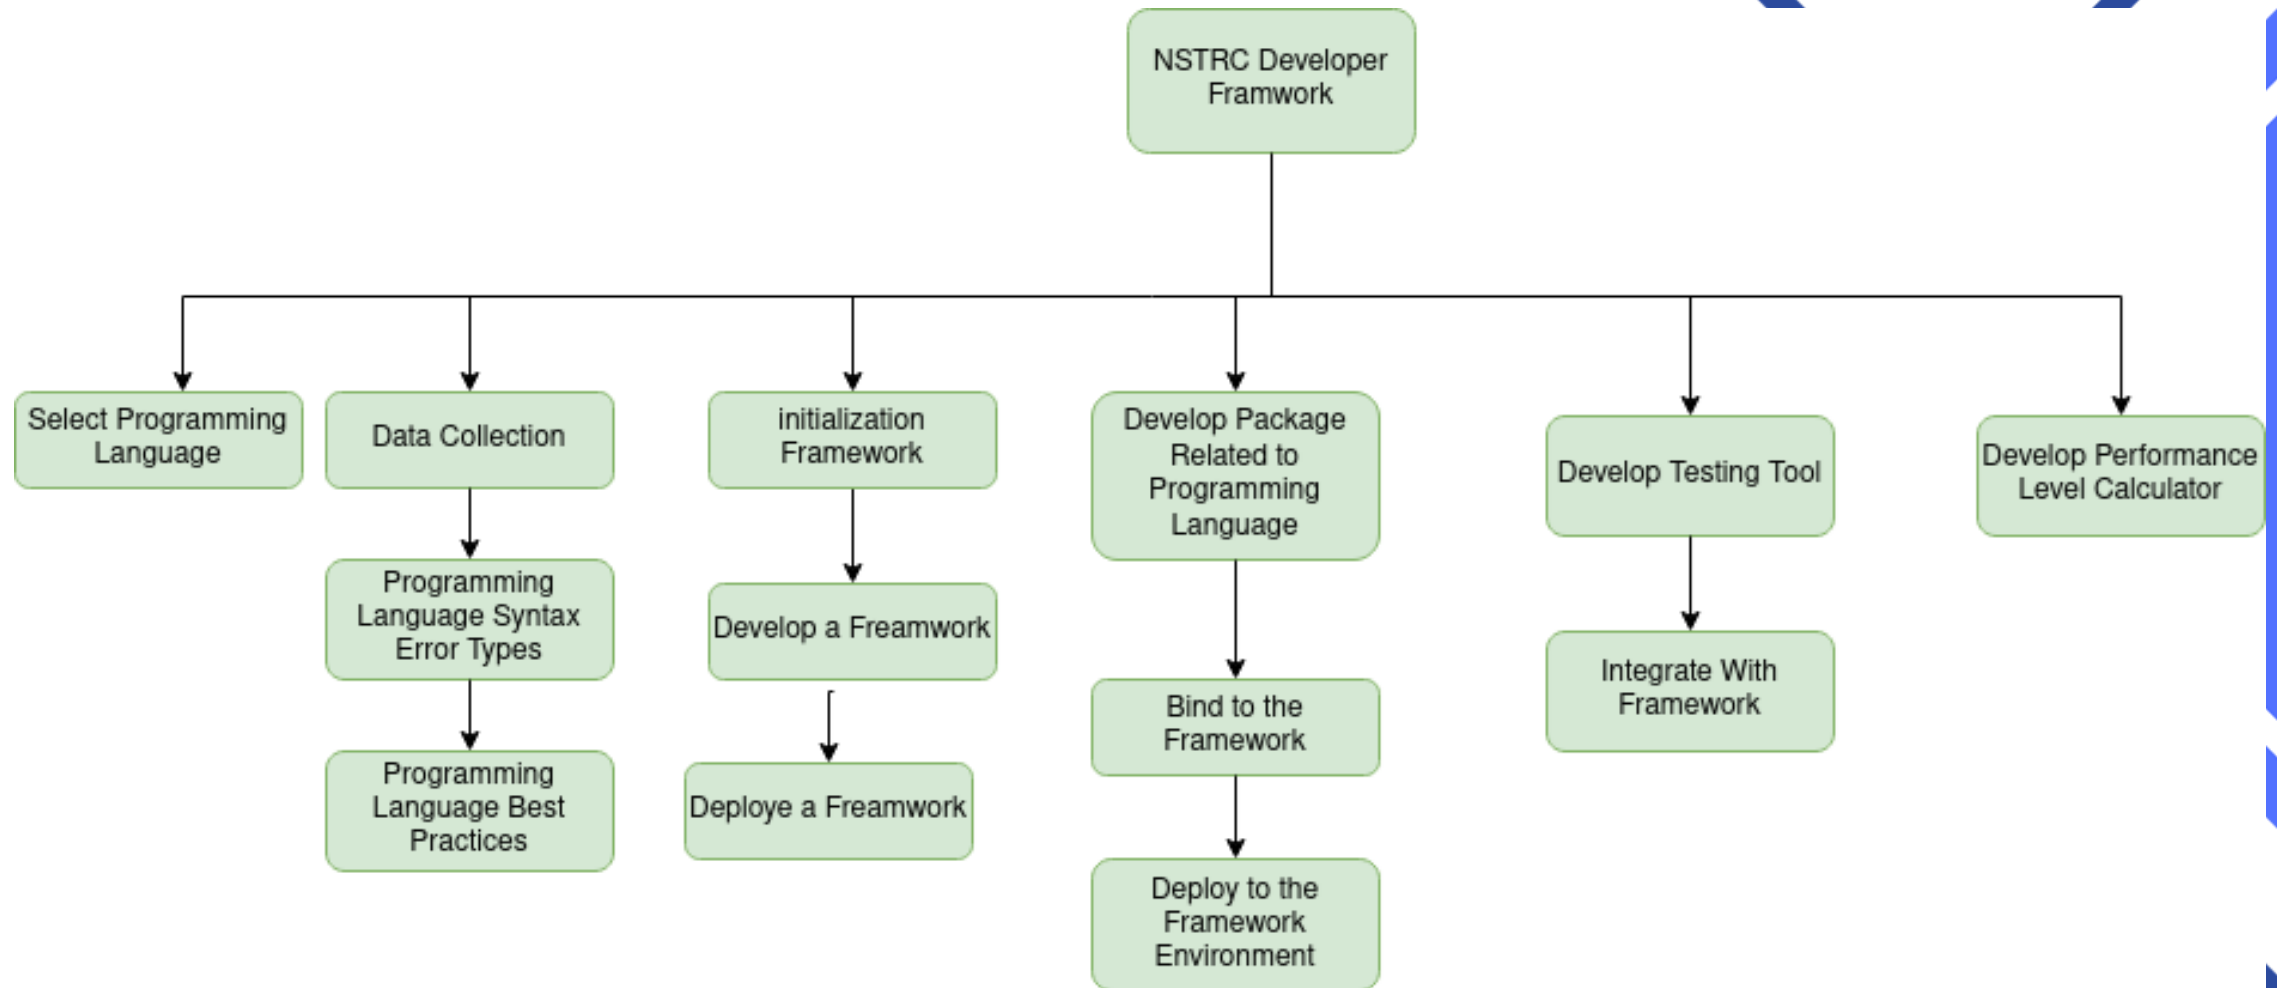 NSTRC Developer
Framwork
Select Programming
Language
Data Collection
initialization
Framework
Develop Package
Related to
Programming
Language
Develop Testing Tool
Develop Performance
Level Calculator
Programming
Language Syntax
Error Types
Develop a Freamwork
Integrate With
Framework
Bind to the
Framework
Programming
Language Best
Practices
Deploye a Freamwork
Deploy to the
Framework
Environment